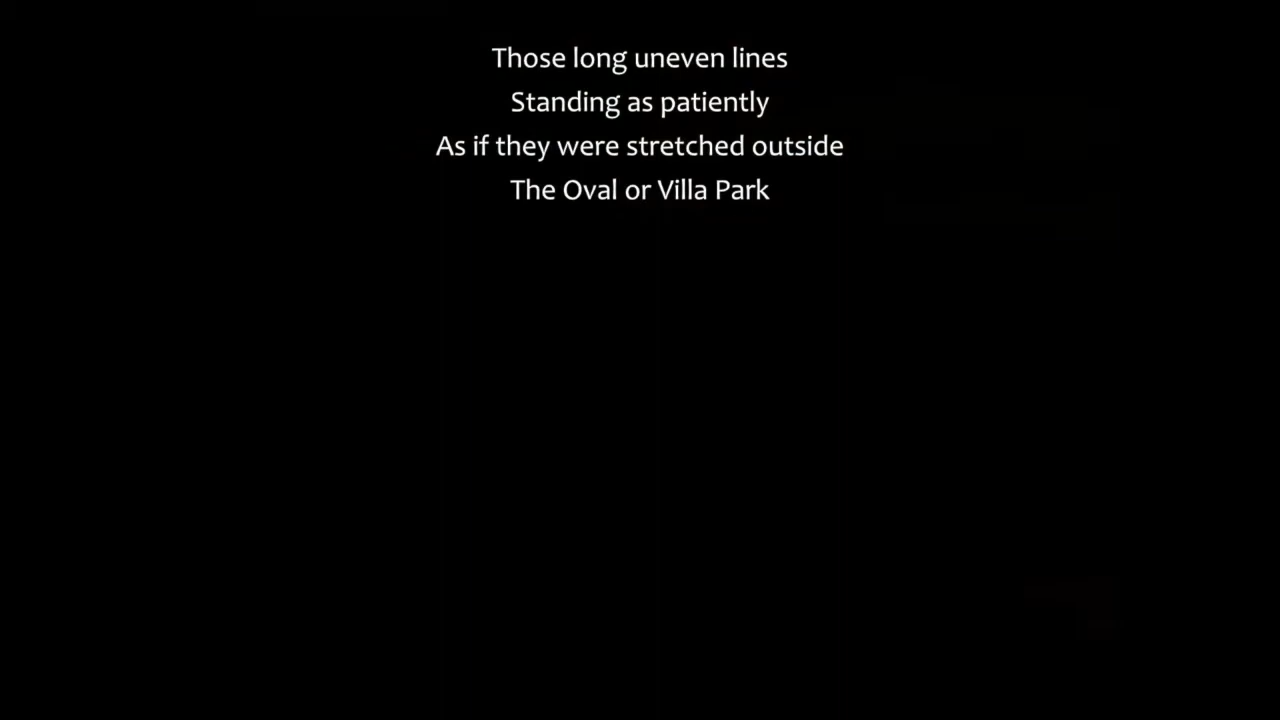 Those long uneven lines
Standing as patiently
As if they were stretched outside
The Oval or Villa Park